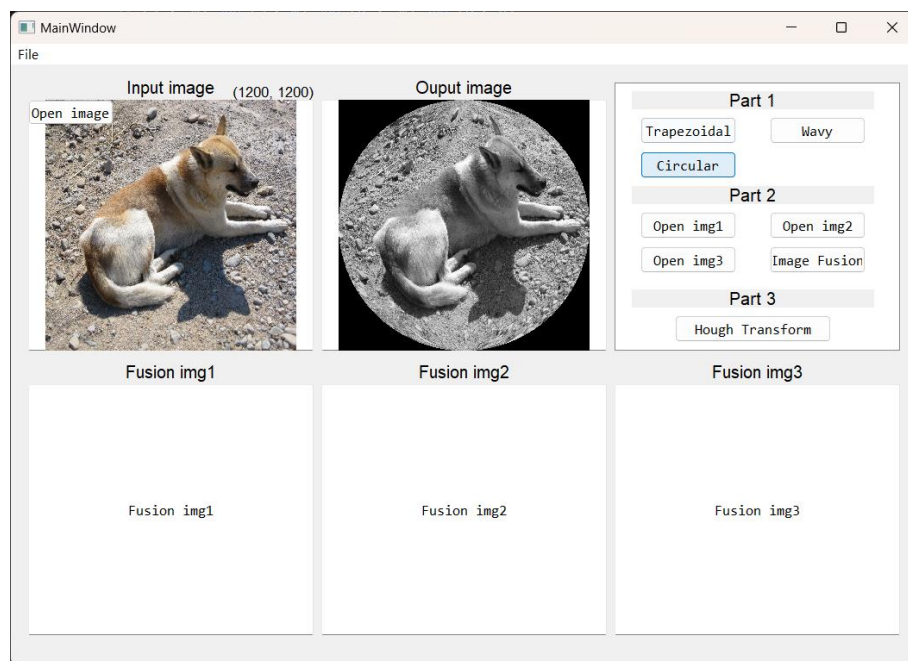 MainWindow
File
Input image
(1200, 1200)
Ouput image
Open image
Part 1
Trapezoidal
Wavy
Circular
Part 2
Open img1
Open img2
Open img3
Image Fusion
Part 3
Hough Transform
Fusion img1
Fusion img2
Fusion img3
Fusion img1
Fusion img2
Fusion img3